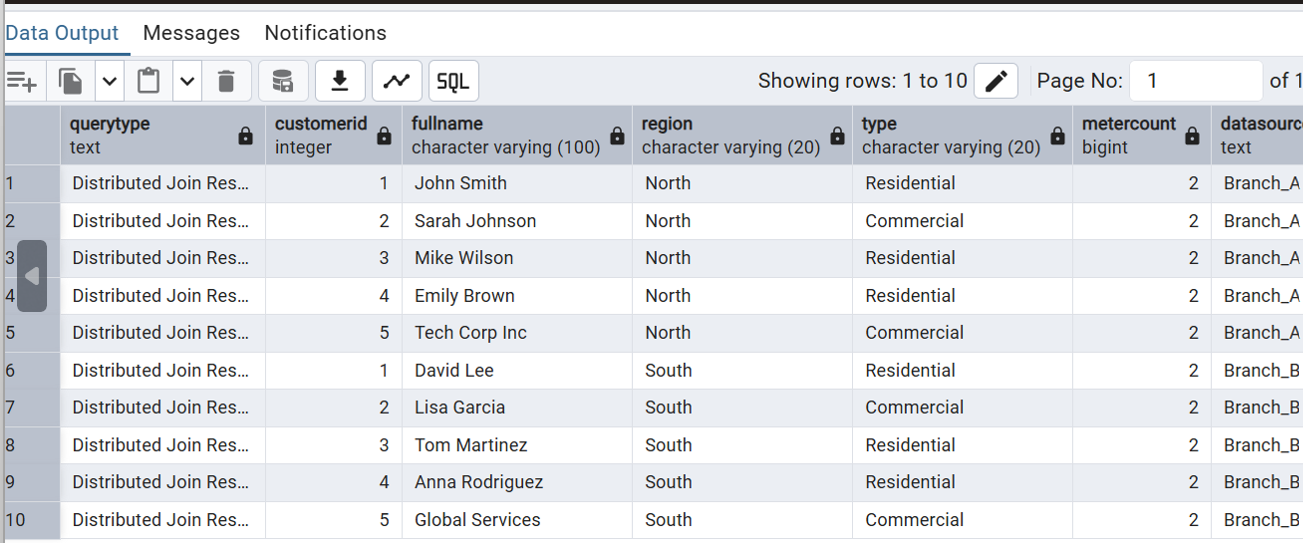 Data Output Messages Notifications
SQL Showing rows: 1 to 10 Page No: 1 of 1
querytype customerid fullname region type metercount datasourc
text integer character varying (100) character varying (20) character varying (20) bigint text
1 Distributed Join Res... 1 John Smith North Residential 2 Branch_A
2 Distributed Join Res... 2 Sarah Johnson North Commercial 2 Branch_A
3 Distributed Join Res... 3 Mike Wilson North Residential 2 Branch_A
4 Distributed Join Res... 4 Emily Brown North Residential 2 Branch_A
5 Distributed Join Res... 5 Tech Corp Inc North Commercial 2 Branch_A
6 Distributed Join Res... 1 David Lee South Residential 2 Branch_B
7 Distributed Join Res... 2 Lisa Garcia South Commercial 2 Branch_B
8 Distributed Join Res... 3 Tom Martinez South Residential 2 Branch_B
9 Distributed Join Res... 4 Anna Rodriguez South Residential 2 Branch_B
10 Distributed Join Res... 5 Global Services South Commercial 2 Branch_B